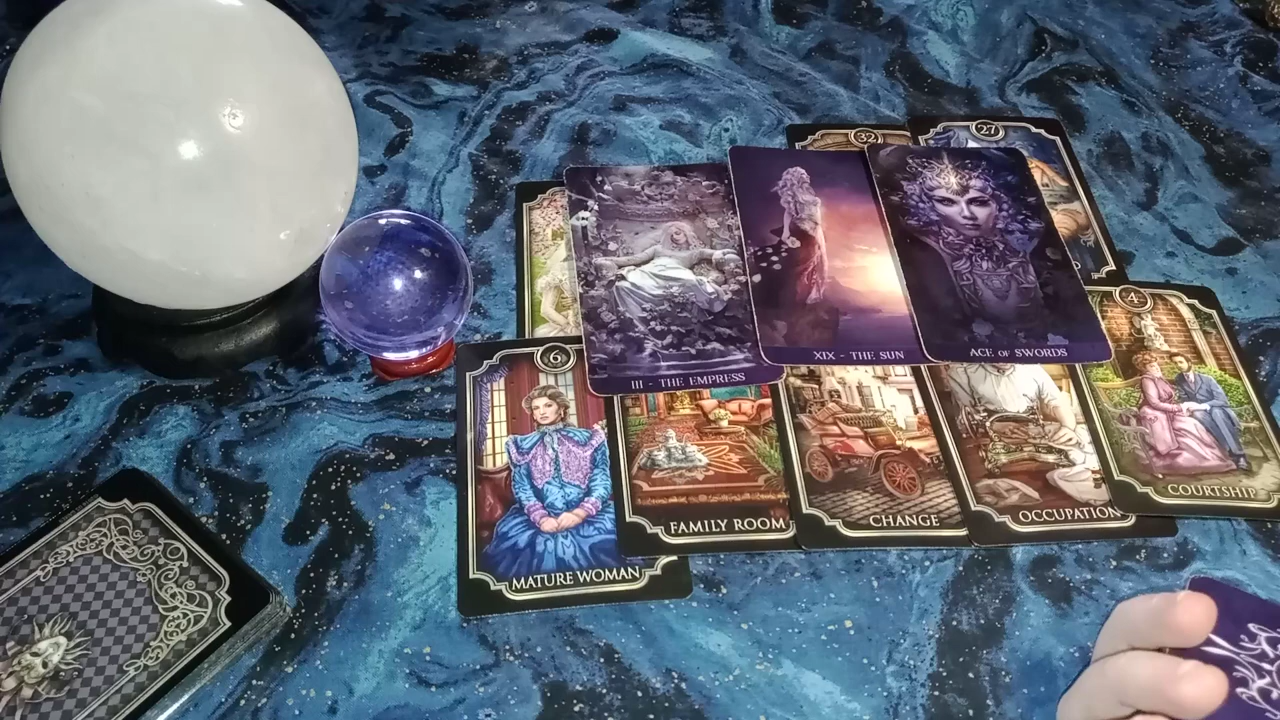 32
27
III - THE EMPRESS
XIX - THE SUN
ACE OF SWORDS
4
6
MATURE WOMAN
FAMILY ROOM
CHANGE
OCCUPATION
COURTSHIP